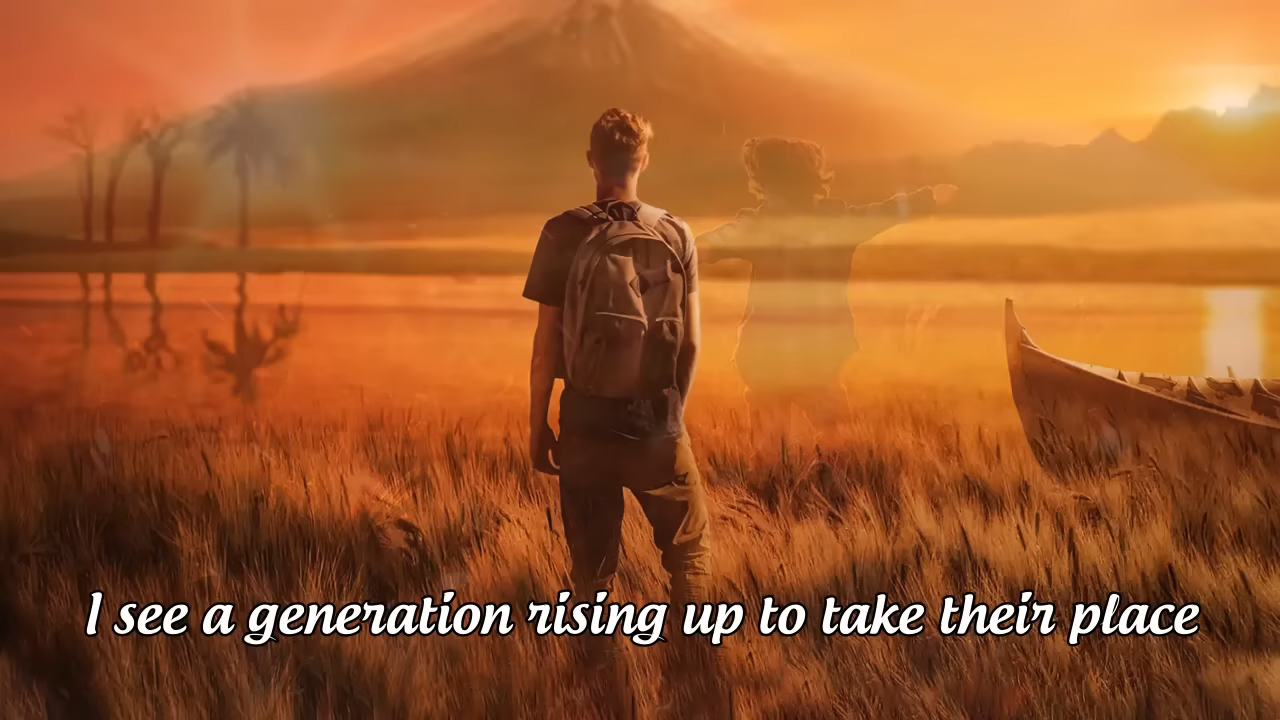 I see a generation rising up to take their place